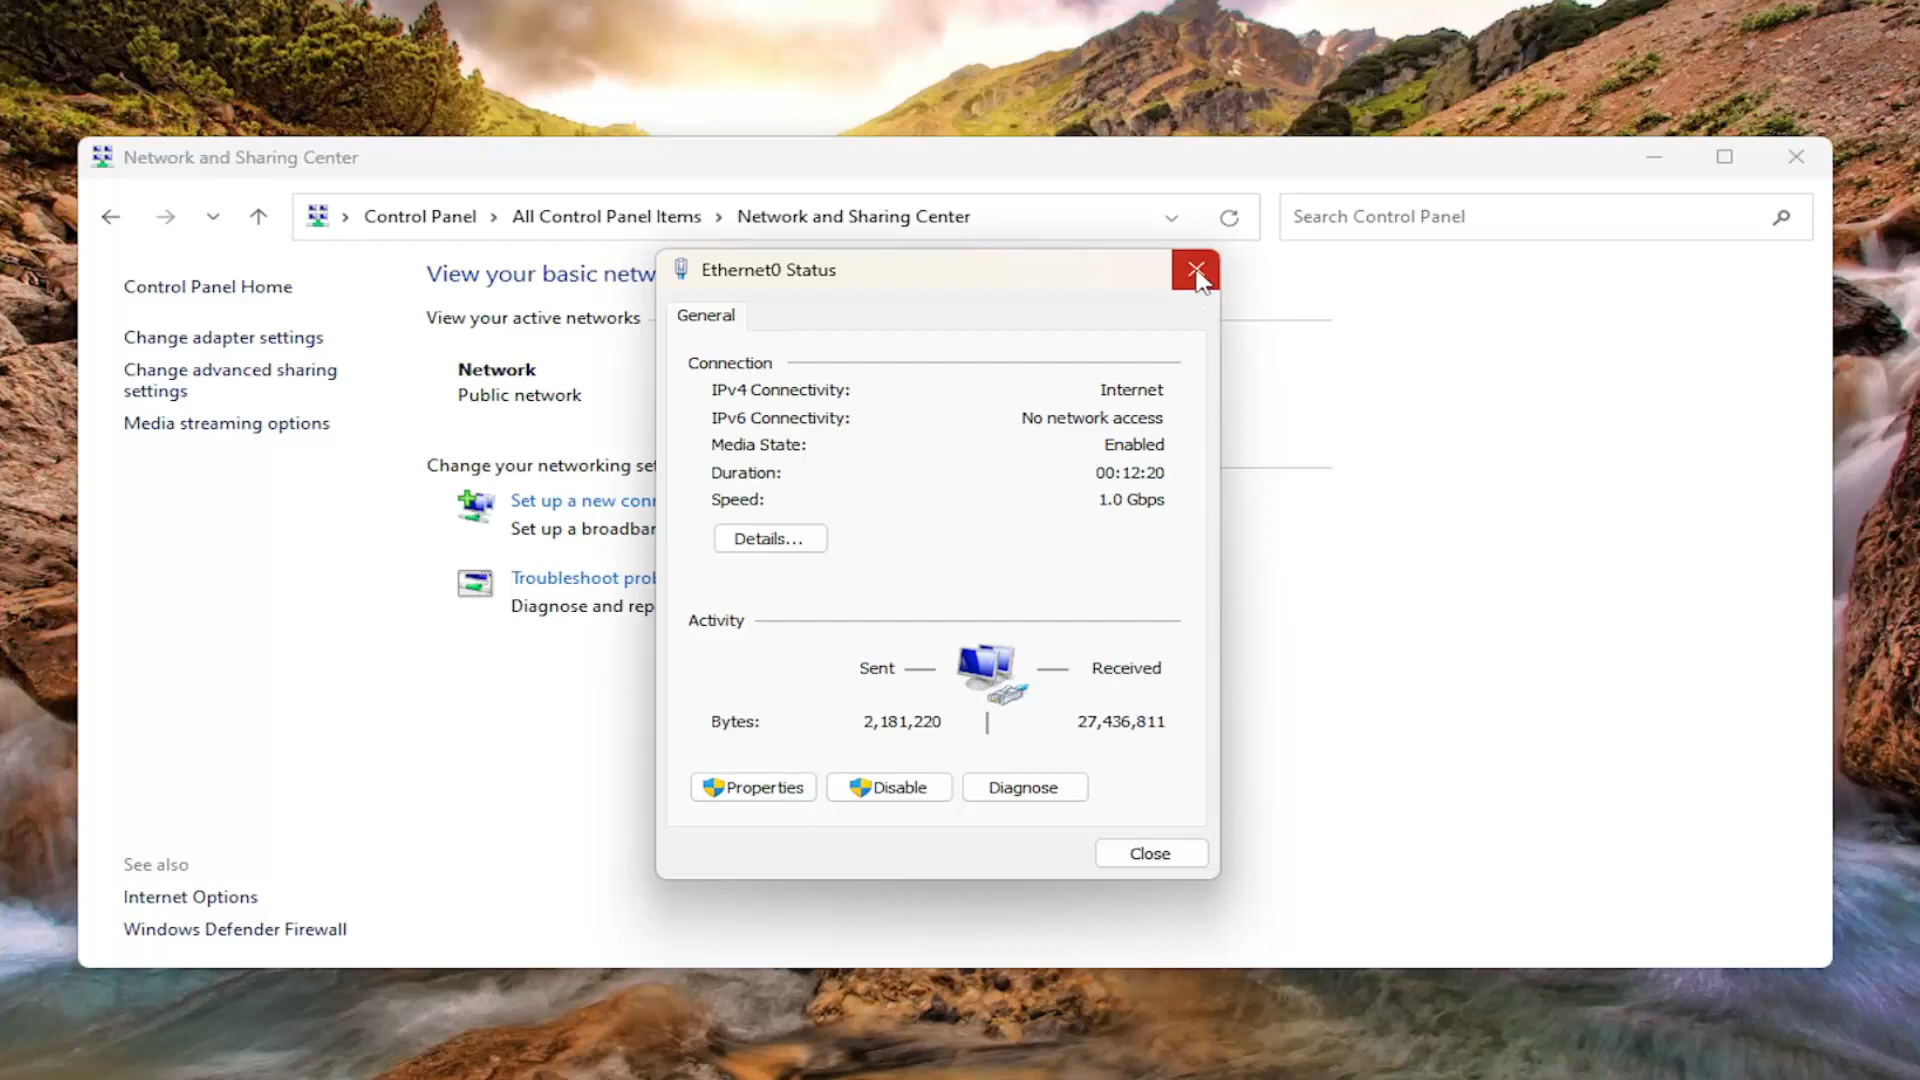 Network and Sharing Center
Control Panel > All Control Panel Items > Network and Sharing Center
Search Control Panel
Control Panel Home
Change adapter settings
Change advanced sharing
settings
Media streaming options
See also
Internet Options
Windows Defender Firewall
View your basic netw
View your active networks
Network
Public network
Change your networking set
Set up a new conn
Set up a broadban
Troubleshoot prob
Diagnose and rep
Ethernet0 Status
General
Connection
IPv4 Connectivity: Internet
IPv6 Connectivity: No network access
Media State: Enabled
Duration: 00:12:20
Speed: 1.0 Gbps
Details...
Activity
Sent — Received
Bytes: 2,181,220 | 27,436,811
Properties Disable Diagnose
Close